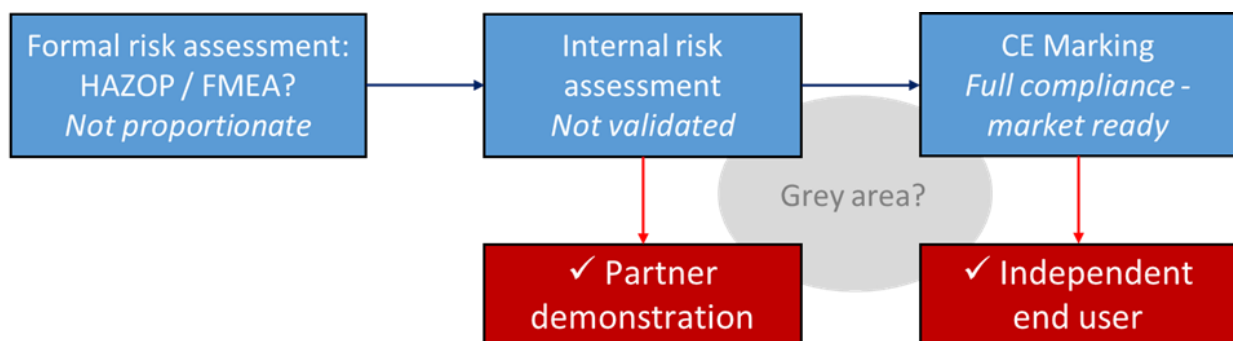 Formal risk assessment:
HAZOP / FMEA?
Not proportionate
Internal risk
assessment
Not validated
CE Marking
Full compliance -
market ready
Grey area?
✓ Partner
demonstration
✓ Independent
end user